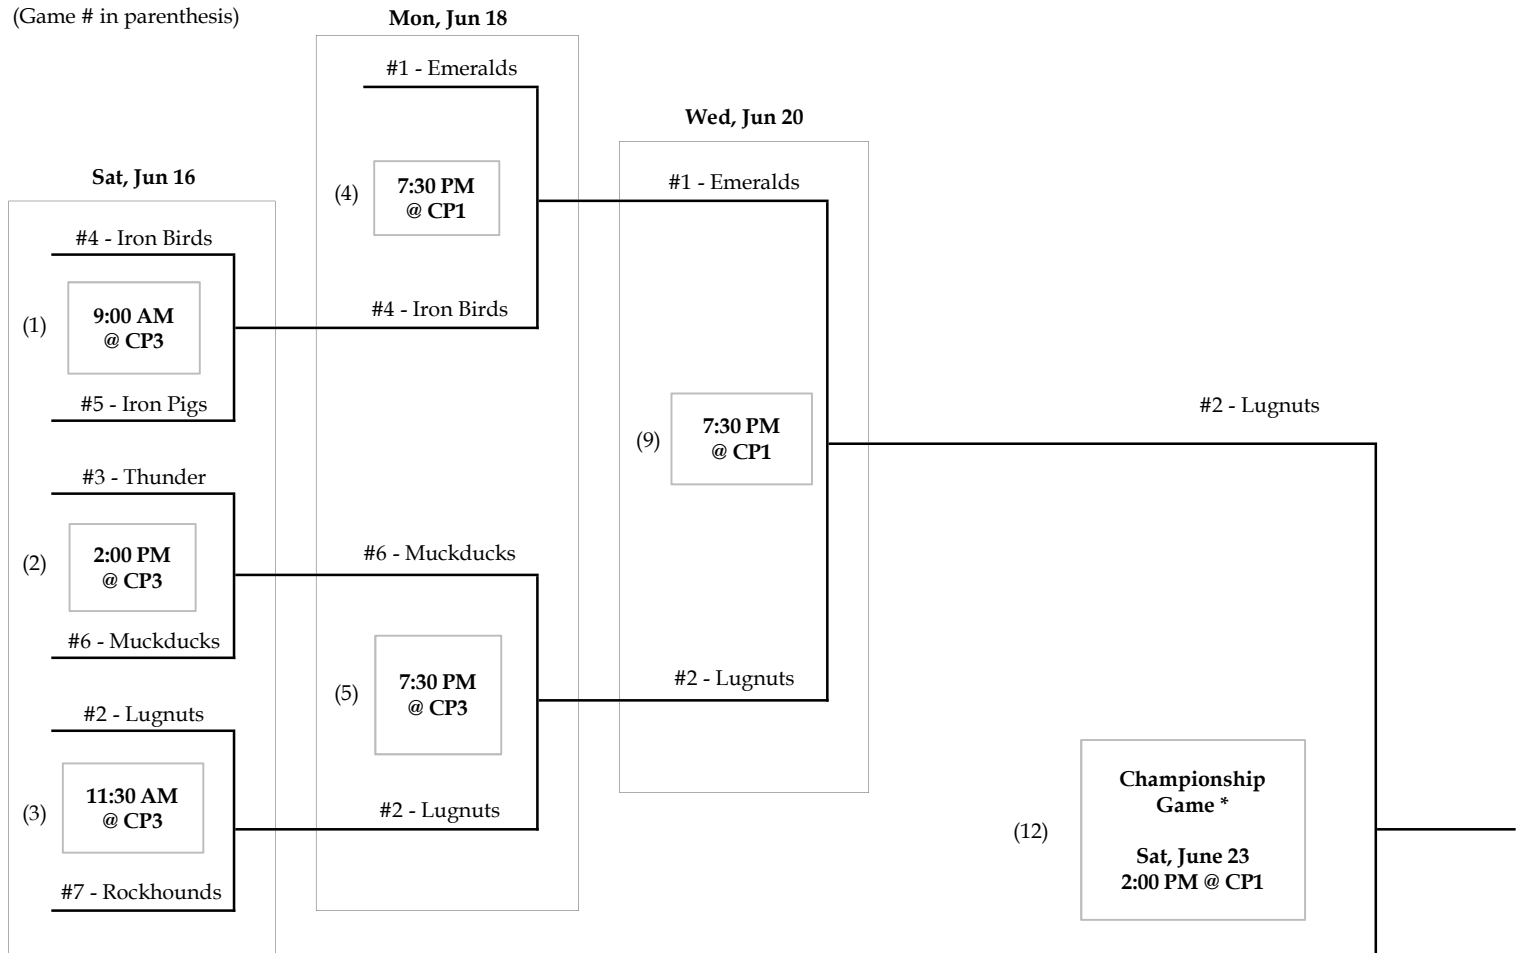 (Game # in parenthesis)
Mon, Jun 18
#1 - Emeralds
Wed, Jun 20
Sat, Jun 16
(4)
7:30 PM
@ CP1
#1 - Emeralds
#4 - Iron Birds
(1)
9:00 AM
@ CP3
#4 - Iron Birds
#5 - Iron Pigs
(9)
7:30 PM
@ CP1
#2 - Lugnuts
#3 - Thunder
(2)
2:00 PM
@ CP3
#6 - Muckducks
#6 - Muckducks
(5)
7:30 PM
@ CP3
#2 - Lugnuts
#2 - Lugnuts
(3)
11:30 AM
@ CP3
#2 - Lugnuts
#7 - Rockhounds
(12)
Championship
Game *
Sat, June 23
2:00 PM @ CP1